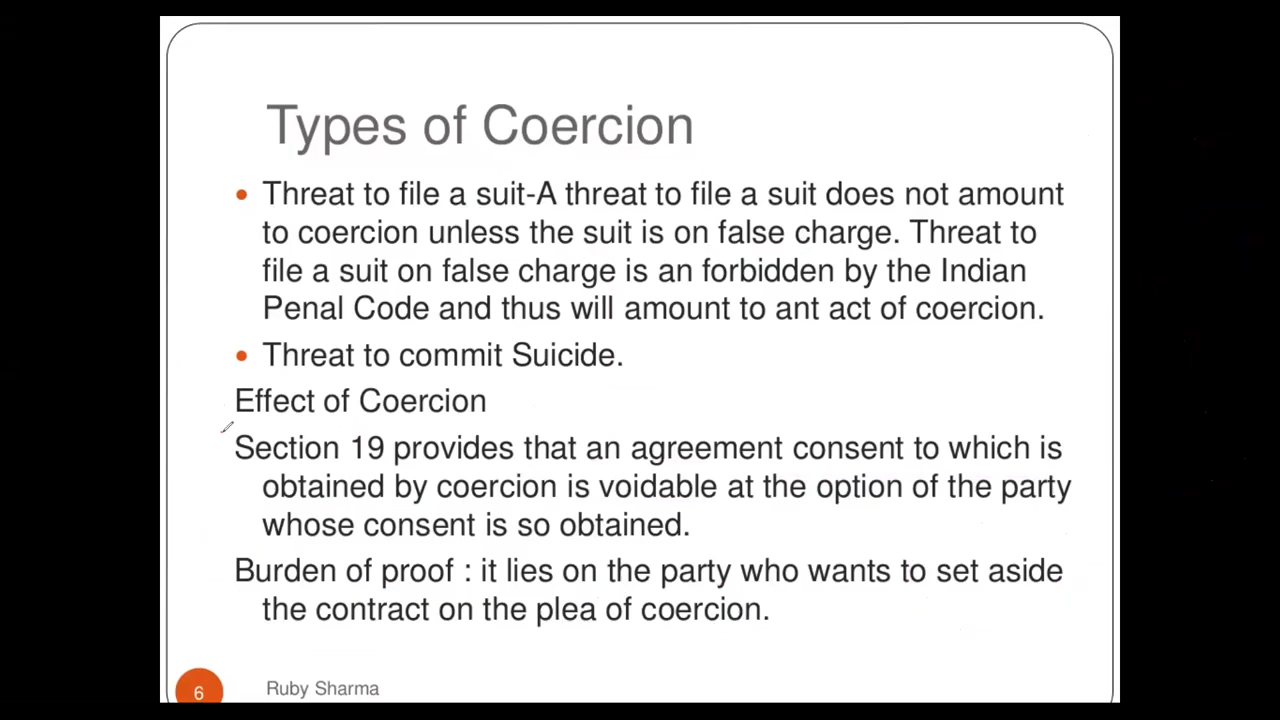 Types of Coercion
• Threat to file a suit-A threat to file a suit does not amount
to coercion unless the suit is on false charge. Threat to
file a suit on false charge is an forbidden by the Indian
Penal Code and thus will amount to ant act of coercion.
• Threat to commit Suicide.
Effect of Coercion
Section 19 provides that an agreement consent to which is
obtained by coercion is voidable at the option of the party
whose consent is so obtained.
Burden of proof : it lies on the party who wants to set aside
the contract on the plea of coercion.
6 Ruby Sharma